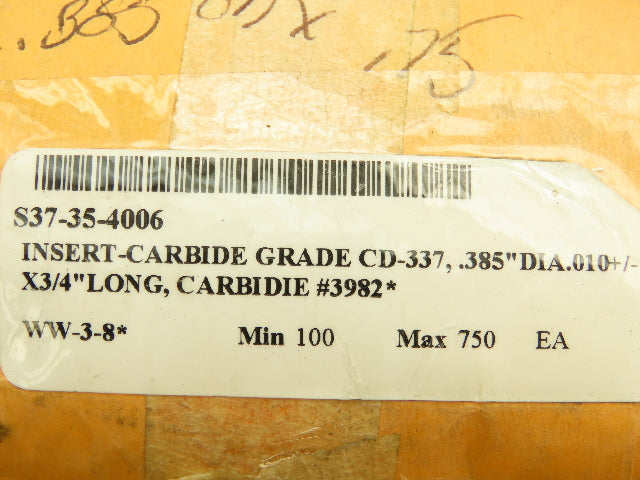 .75
S37-35-4006
INSERT-CARBIDE GRADE CD-337, .385"DIA.010+/-
X3/4"LONG, CARBIDIE #3982*
WW-3-8* Min 100 Max 750 EA